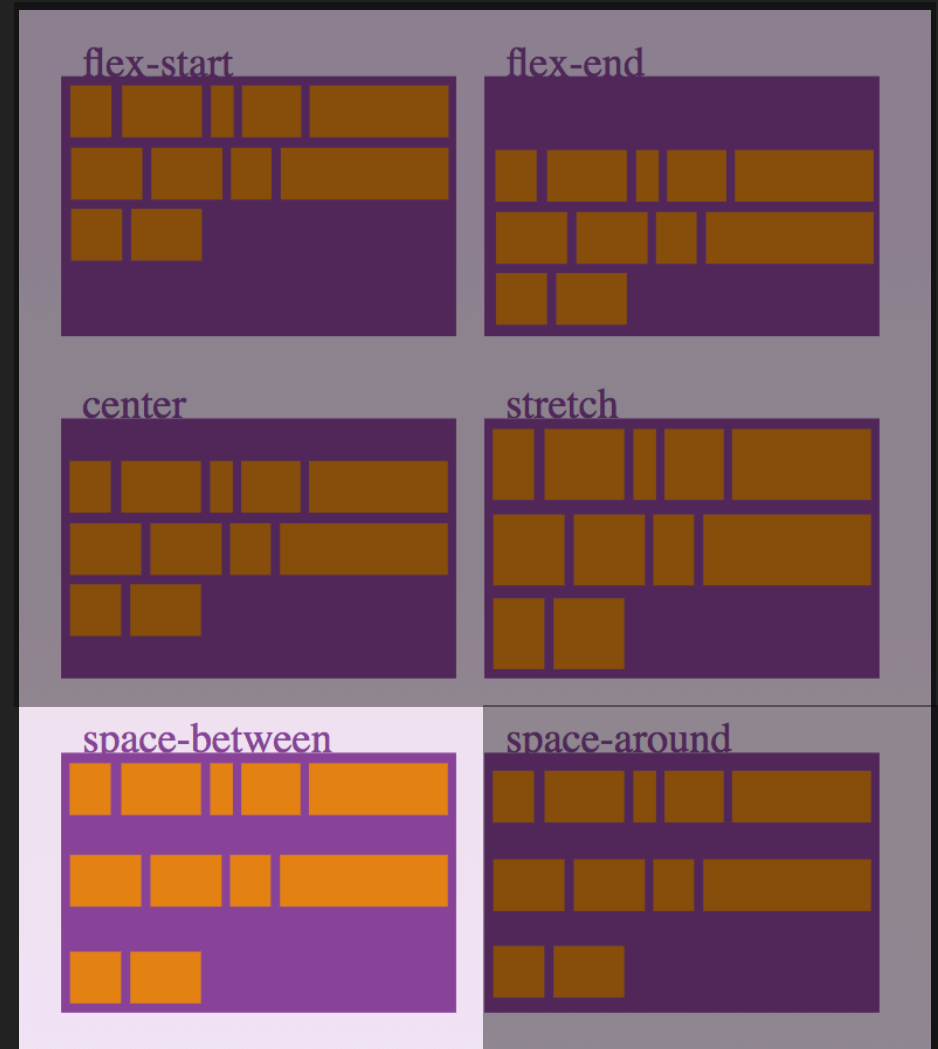 flex-start
flex-end
center
stretch
space-between
space-around